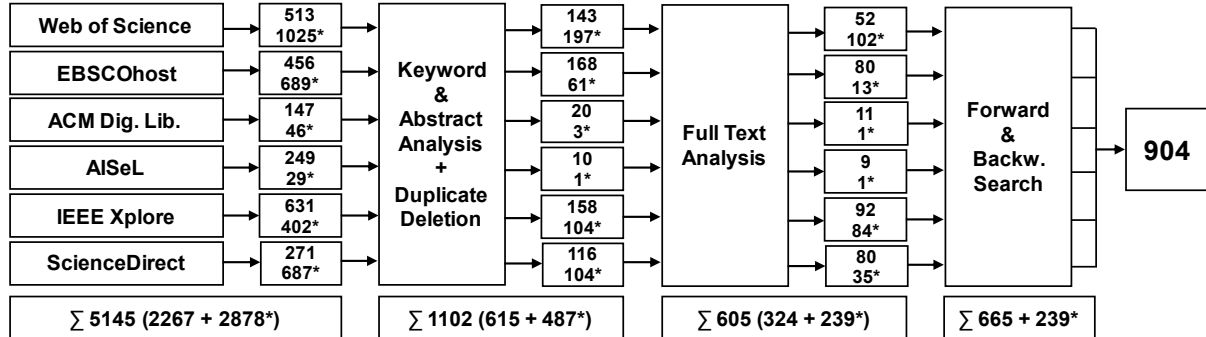 Web of Science
513
1025*
EBSCOhost
456
689*
ACM Dig. Lib.
147
46*
AISeL
249
29*
IEEE Xplore
631
402*
ScienceDirect
271
687*
∑ 5145 (2267 + 2878*)
Keyword
&
Abstract
Analysis
+
Duplicate
Deletion
143
197*
168
61*
20
3*
10
1*
158
104*
116
104*
∑ 1102 (615 + 487*)
Full Text
Analysis
52
102*
80
13*
11
1*
9
1*
92
84*
80
35*
∑ 605 (324 + 239*)
Forward
&
Backw.
Search
∑ 665 + 239*
904